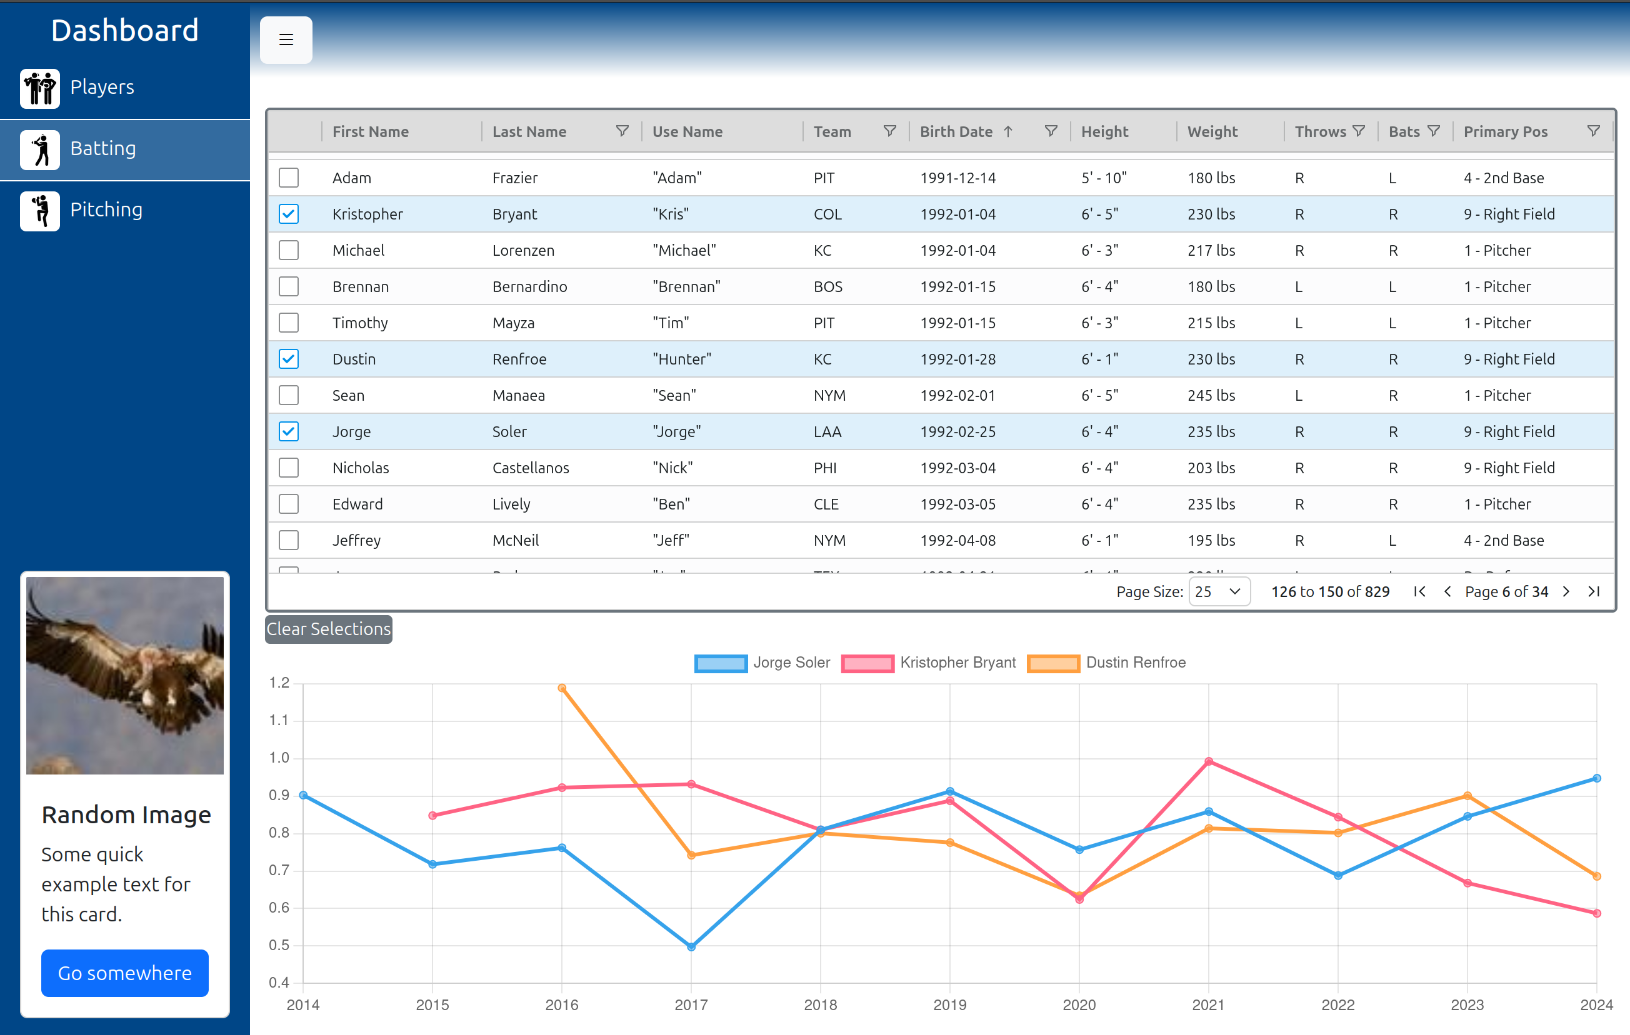 Dashboard
Players
Batting
Pitching
First Name Last Name Use Name Team Birth Date Height Weight Throws Bats Primary Pos
Adam Frazier "Adam" PIT 1991-12-14 5' - 10" 180 lbs R L 4 - 2nd Base
Kristopher Bryant "Kris" COL 1992-01-04 6' - 5" 230 lbs R R 9 - Right Field
Michael Lorenzen "Michael" KC 1992-01-04 6' - 3" 217 lbs R R 1 - Pitcher
Brennan Bernardino "Brennan" BOS 1992-01-15 6' - 4" 180 lbs L L 1 - Pitcher
Timothy Mayza "Tim" PIT 1992-01-15 6' - 3" 215 lbs L L 1 - Pitcher
Dustin Renfroe "Hunter" KC 1992-01-28 6' - 1" 230 lbs R R 9 - Right Field
Sean Manaea "Sean" NYM 1992-02-01 6' - 5" 245 lbs L R 1 - Pitcher
Jorge Soler "Jorge" LAA 1992-02-25 6' - 4" 235 lbs R R 9 - Right Field
Nicholas Castellanos "Nick" PHI 1992-03-04 6' - 4" 203 lbs R R 9 - Right Field
Edward Lively "Ben" CLE 1992-03-05 6' - 4" 235 lbs R R 1 - Pitcher
Jeffrey McNeil "Jeff" NYM 1992-04-08 6' - 1" 195 lbs R L 4 - 2nd Base
Page Size: 25 126 to 150 of 829 Page 6 of 34
Clear Selections
Jorge Soler Kristopher Bryant Dustin Renfroe
1.2
1.1
1.0
0.9
0.8
0.7
0.6
0.5
0.4
2014 2015 2016 2017 2018 2019 2020 2021 2022 2023 2024
Random Image
Some quick
example text for
this card.
Go somewhere